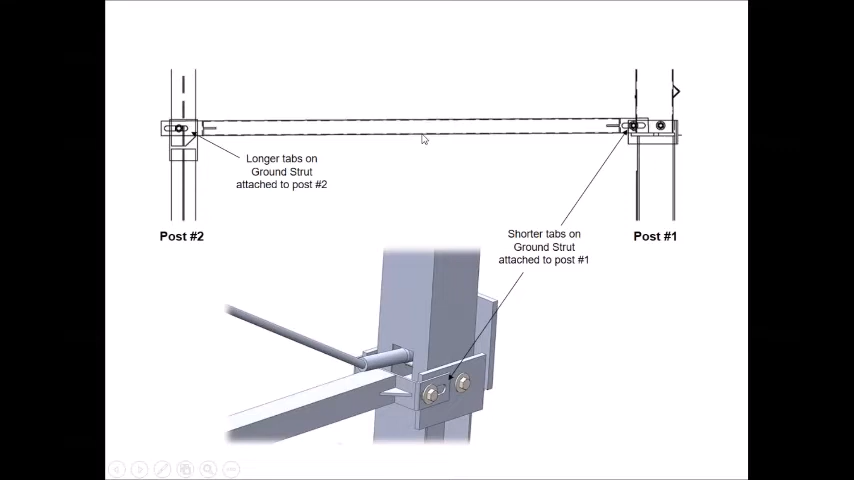 Longer tabs on
Ground Strut
attached to post #2
Post #2
Shorter tabs on
Ground Strut
attached to post #1
Post #1